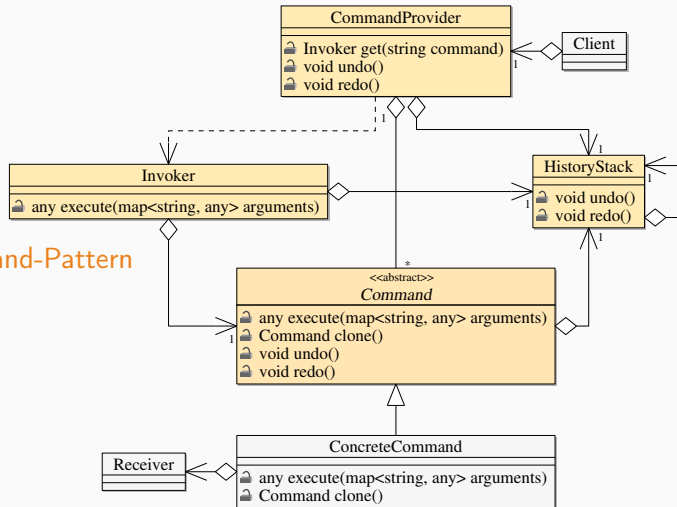 CommandProvider
Invoker get(string command)
void undo()
void redo()
1
Client
1
1
1
Invoker
any execute(map<string, any> arguments)
1
HistoryStack
void undo()
void redo()
1
and-Pattern
*
<<abstract>>
Command
any execute(map<string, any> arguments)
Command clone()
void undo()
void redo()
1
ConcreteCommand
any execute(map<string, any> arguments)
Command clone()
Receiver